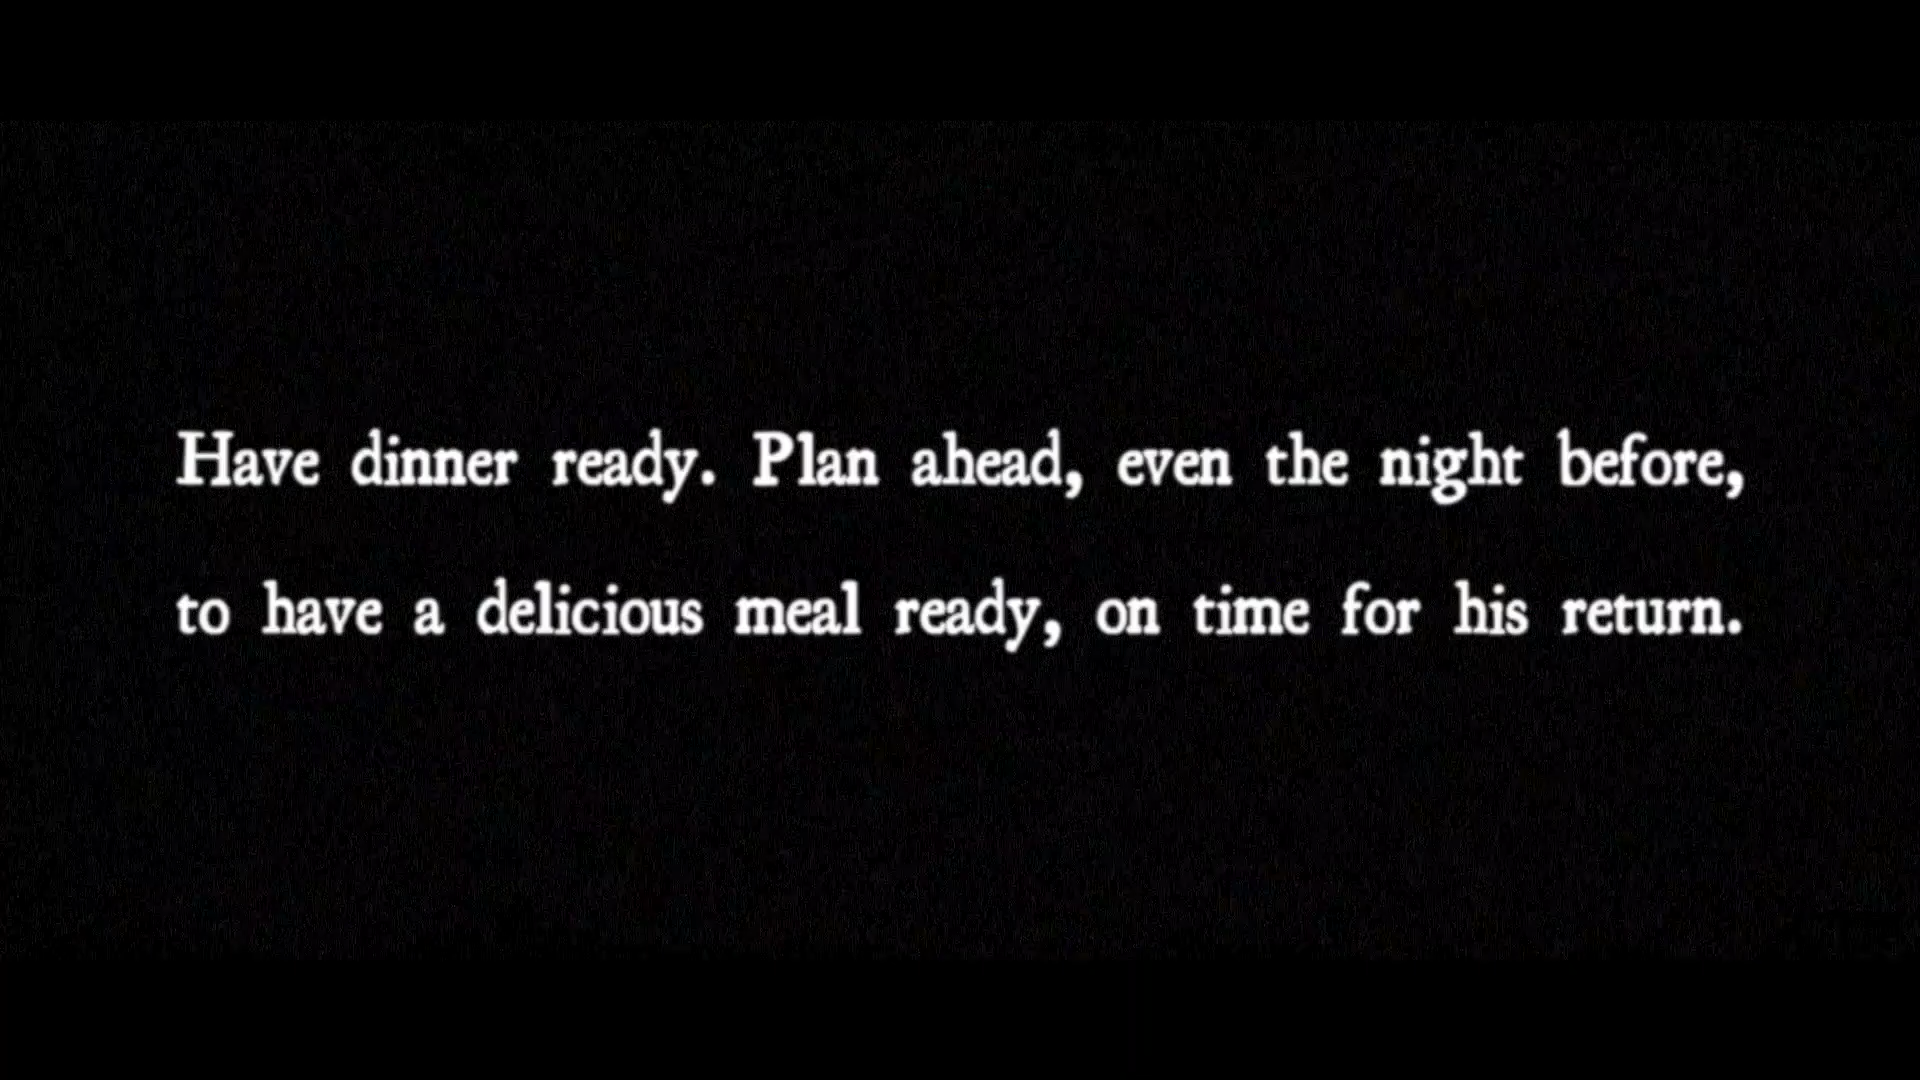 Have dinner ready. Plan ahead, even the night before,
to have a delicious meal ready, on time for his return.